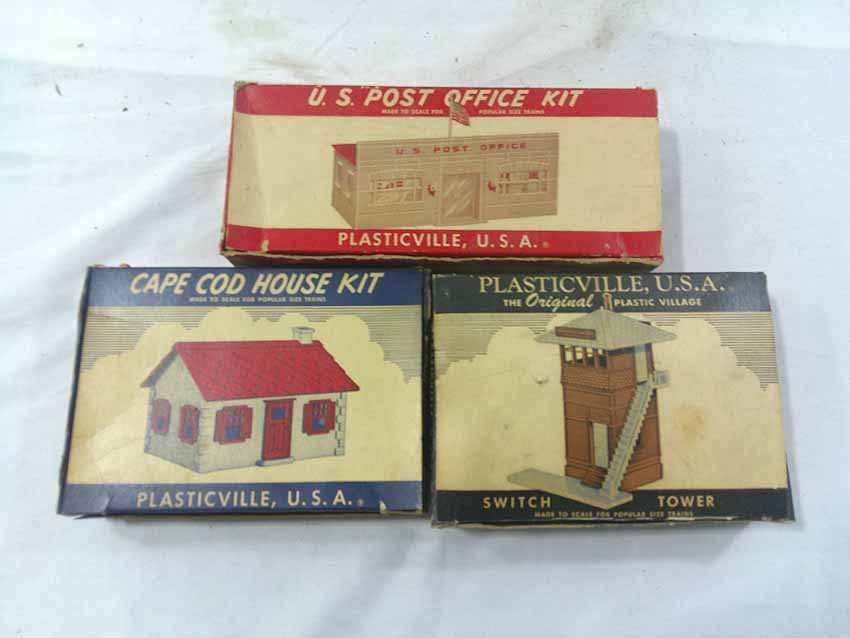 U. S. POST OFFICE KIT
MADE TO SCALE FOR POPULAR SIZE TRAINS
U. S. POST OFFICE
PLASTICVILLE, U.S.A.®
CAPE COD HOUSE KIT
MADE TO SCALE FOR POPULAR SIZE TRAINS
PLASTICVILLE, U.S.A.®
PLASTICVILLE, U.S.A.®
THE Original PLASTIC VILLAGE
SWITCH TOWER
MADE TO SCALE FOR POPULAR SIZE TRAINS